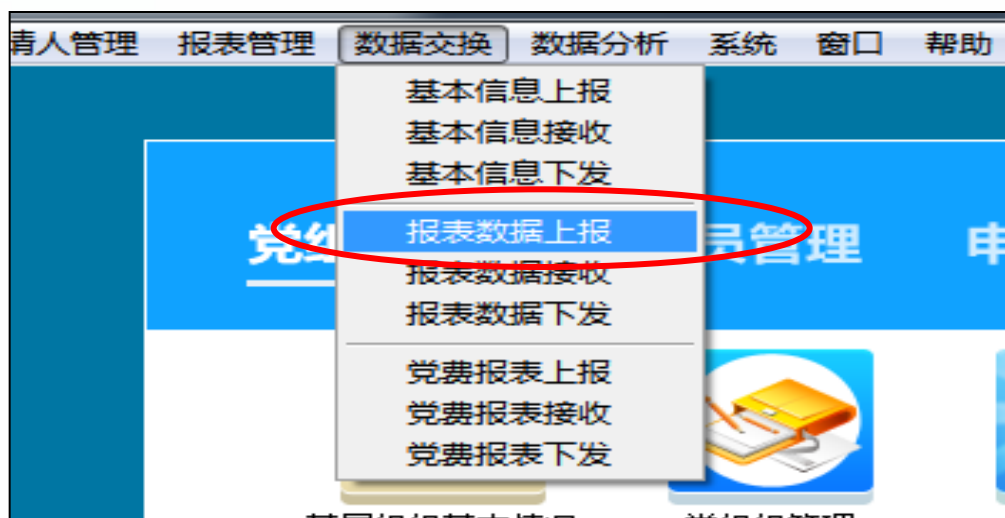 请人管理 报表管理 数据交换 数据分析 系统 窗口 帮助
基本信息上报
基本信息接收
基本信息下发
党组 员管理 申
报表数据上报
报表数据接收
报表数据下发
党费报表上报
党费报表接收
党费报表下发